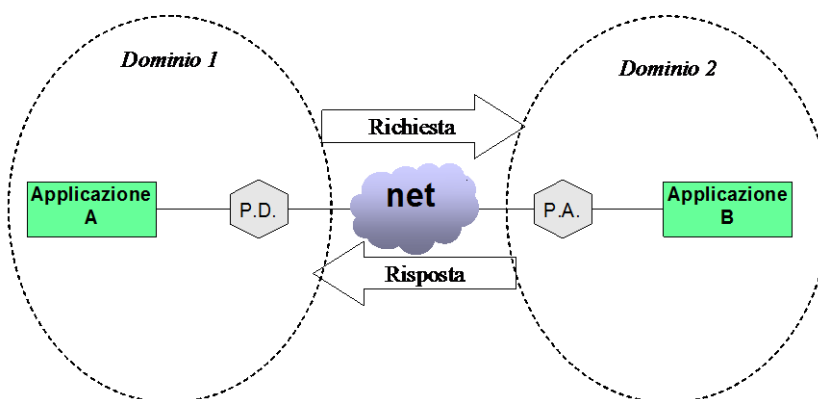 Dominio 1
Dominio 2
Richiesta
Applicazione
A
P.D.
net
P.A.
Applicazione
B
Risposta